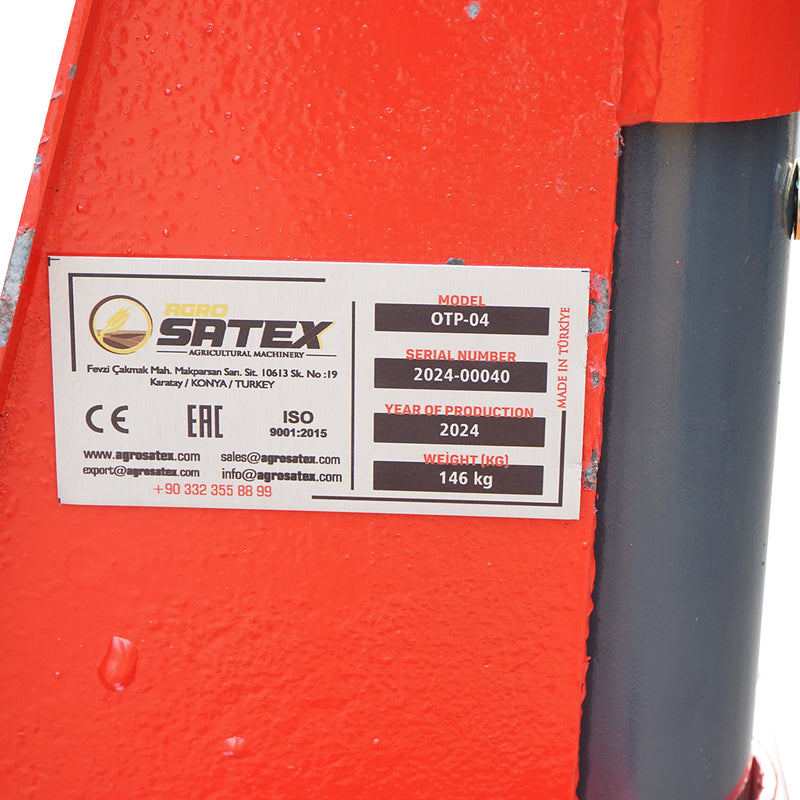 AGRO
SATEX
AGRICULTURAL MACHINERY
Fevzi Çakmak Mah. Makparsan San. Sit. 10613 Sk. No :19
Karatay / KONYA / TURKEY
CE EAC ISO
9001:2015
www.agrosatex.com sales@agrosatex.com
export@agrosatex.com info@agrosatex.com
+90 332 355 88 99
MODEL
OTP-04
SERIAL NUMBER
2024-00040
YEAR OF PRODUCTION
2024
WEİGHT (KG)
146 kg
MADE IN TÜRKİYE